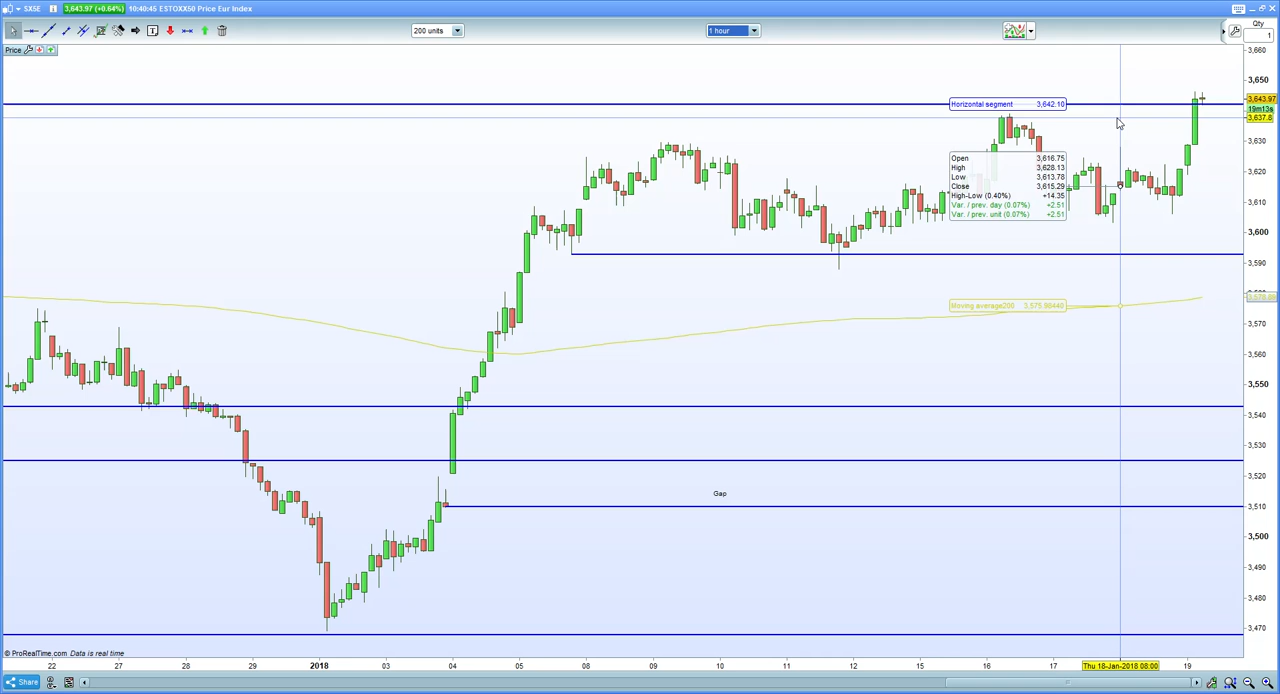 SX5E 3,643.97 (+0.64%) 10:40:45 ESTOXX50 Price Eur Index
200 units
1 hour
Qty
1
Price
3,660
3,650
Horizontal segment 3,642.10
3,643.97
19m13s
3,637.8
3,630
Open 3,616.75
High 3,628.13
Low 3,613.78
Close 3,615.29
High-Low (0.40%) +14.35
Var. / prev. day (0.07%) +2.51
Var. / prev. unit (0.07%) +2.51
3,620
3,610
3,600
3,590
Moving average200 3,575.98440
3,570
3,560
3,550
3,540
3,530
3,520
Gap
3,510
3,500
3,490
3,480
3,470
© ProRealTime.com Data is real time
22 27 28 29 2018 03 04 05 08 09 10 11 12 15 16 17 Thu 18-Jan-2018 08:00 19
Share